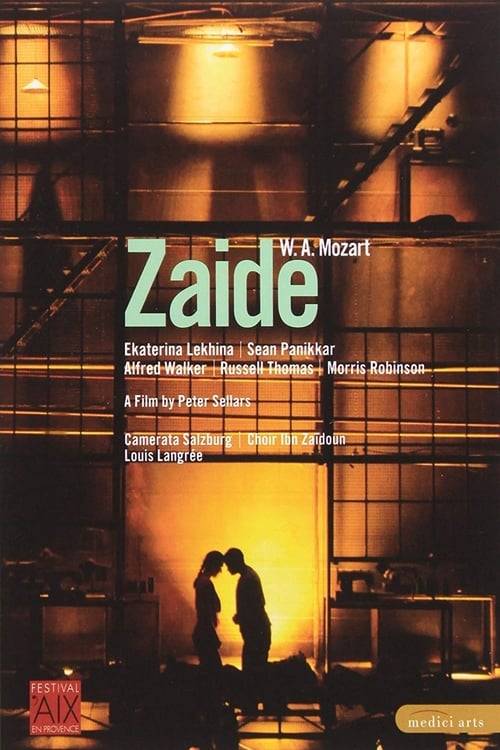 W. A. Mozart
Zaide
Ekaterina Lekhina | Sean Panikkar
Alfred Walker | Russell Thomas | Morris Robinson
A Film by Peter Sellars
Camerata Salzburg | Choir Ibn Zaïdoun
Louis Langrée
FESTIVAL
D'AIX
EN PROVENCE
medici arts